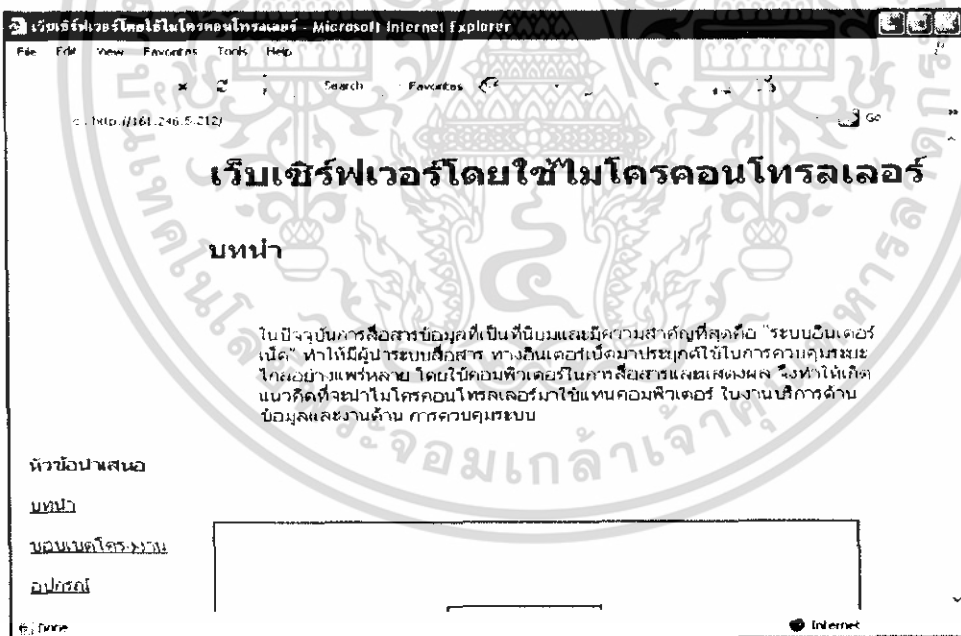 เว็บเซิร์ฟเวอร์โดยใช้ไมโครคอนโทรลเลอร์ - Microsoft Internet Explorer
File Edit View Favorites Tools Help
Search Favorites
http://161.246.5.212/ Go
เว็บเซิร์ฟเวอร์โดยใช้ไมโครคอนโทรลเลอร์
บทนำ
ในปัจจุบันการสื่อสารข้อมูลที่เป็นที่นิยมและมีความสำคัญที่สุดคือ "ระบบอินเตอร์
เน็ต" ทำให้มีผู้นำระบบสื่อสาร ทางอินเตอร์เน็ตมาประยุกต์ใช้ในการควบคุมระยะ
ไกลอย่างแพร่หลาย โดยใช้คอมพิวเตอร์ในการสื่อสารและแสดงผล จึงทำให้เกิด
แนวคิดที่จะนำไมโครคอนโทรลเลอร์มาใช้แทนคอมพิวเตอร์ ในงานบริการด้าน
ข้อมูลและงานด้าน การควบคุมระบบ
หัวข้อนำเสนอ
บทนำ
ขอบเขตโครงงาน
อุปกรณ์
Done Internet